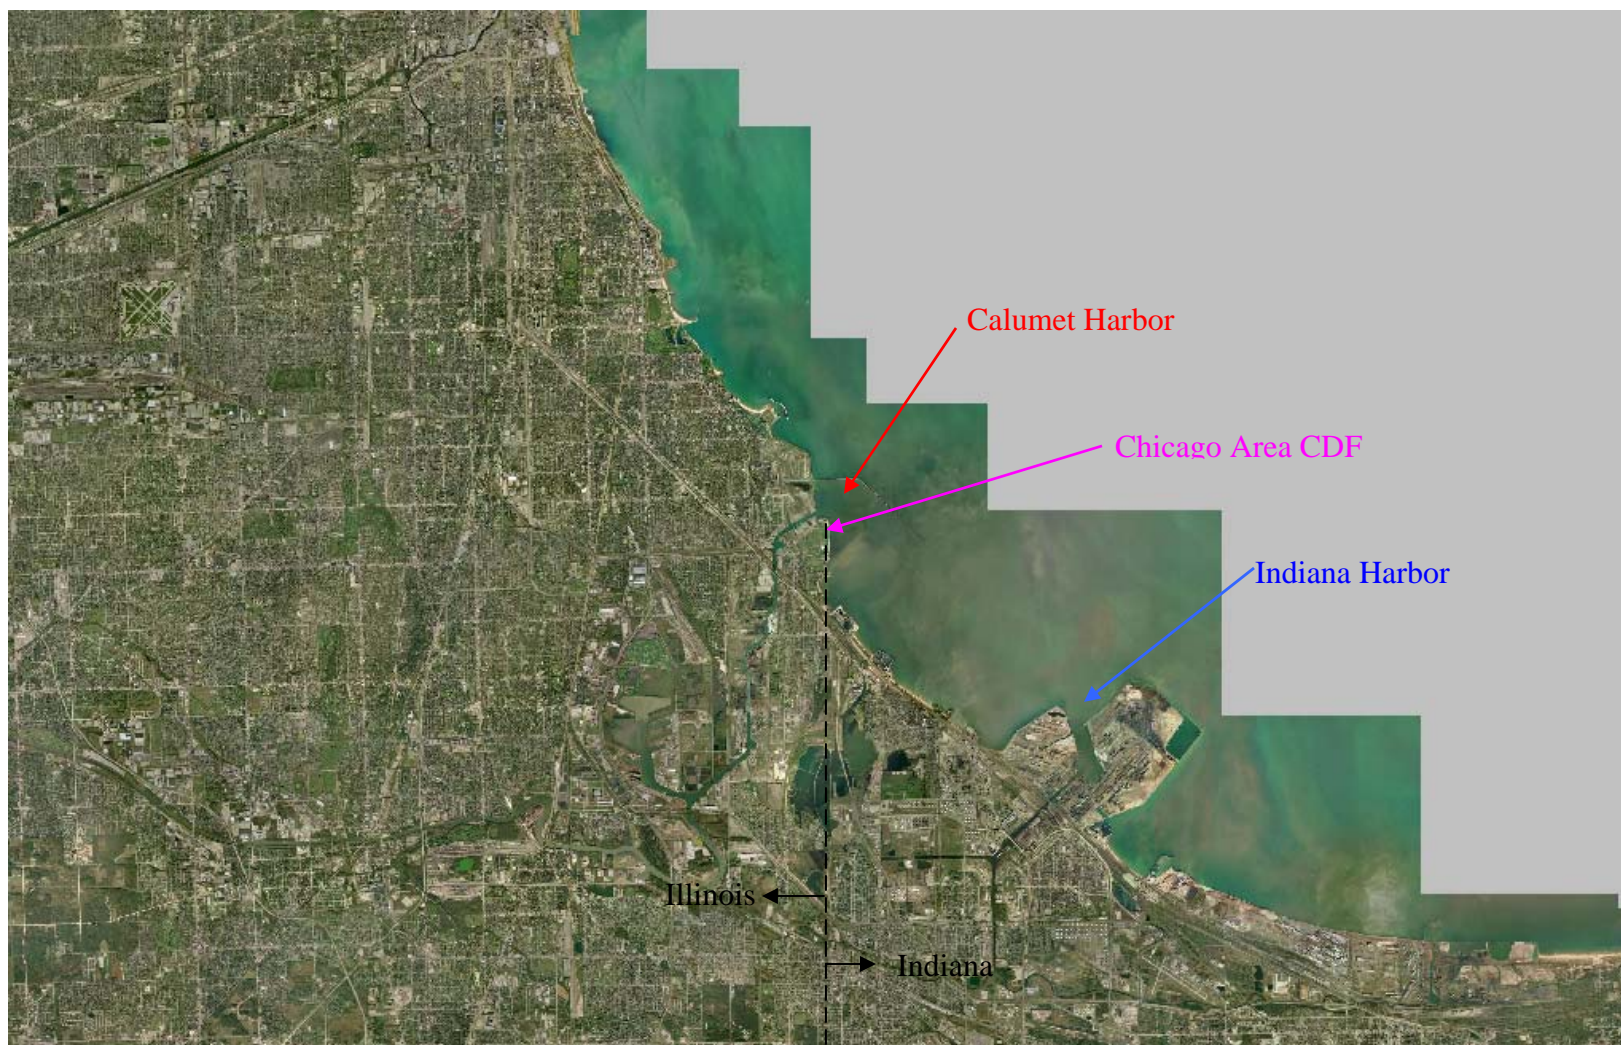 Calumet Harbor
Chicago Area CDF
Indiana Harbor
Illinois
Indiana